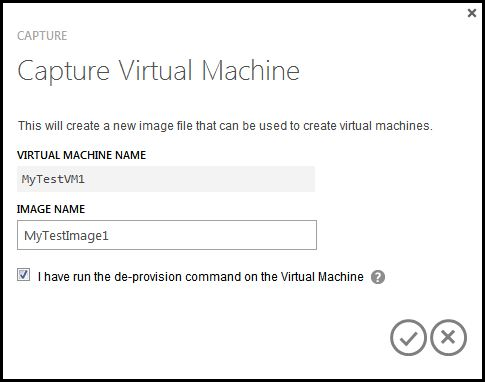 CAPTURE
Capture Virtual Machine
This will create a new image file that can be used to create virtual machines.
VIRTUAL MACHINE NAME
MyTestVM1
IMAGE NAME
MyTestImage1
I have run the de-provision command on the Virtual Machine ?